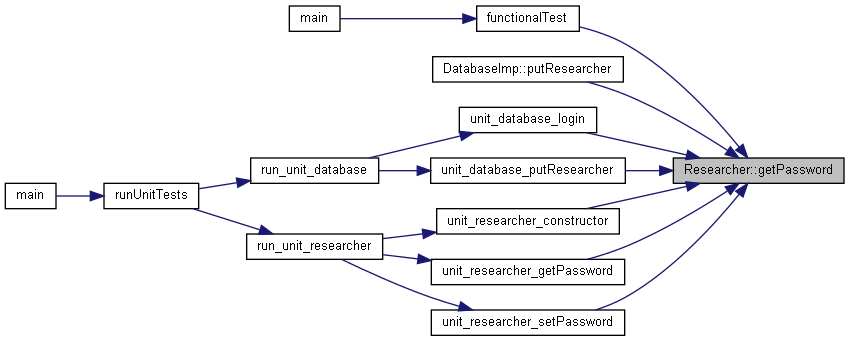 main
functionalTest
DatabaseImp::putResearcher
unit_database_login
run_unit_database
unit_database_putResearcher
Researcher::getPassword
main
runUnitTests
unit_researcher_constructor
run_unit_researcher
unit_researcher_getPassword
unit_researcher_setPassword